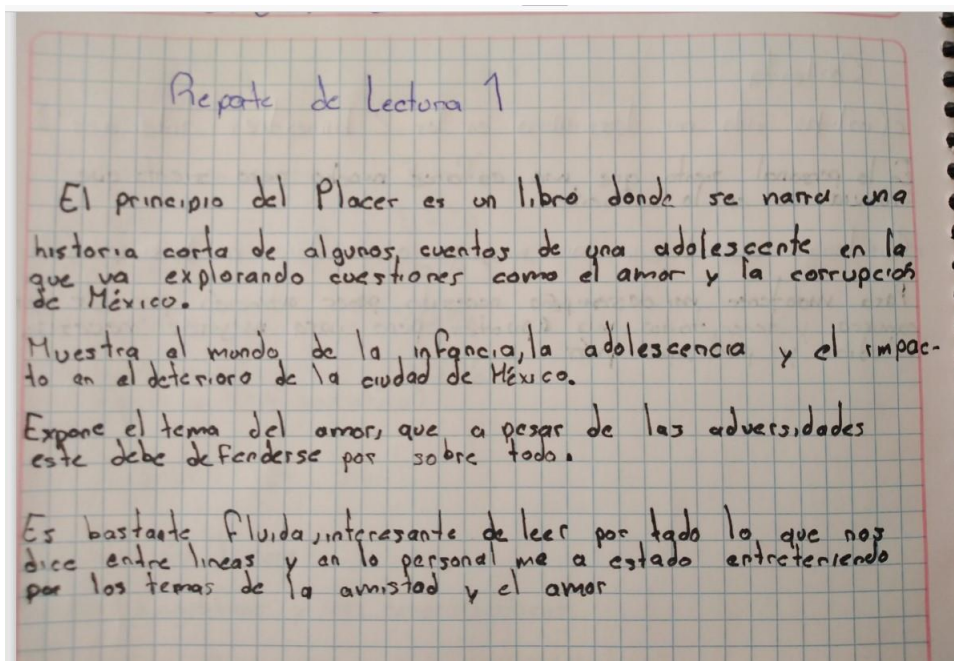 Reporte de Lectura 1
El principio del Placer es un libro donde se narra una
historia corta de algunos cuentos de una adolescente en la
que va explorando cuestiones como el amor y la corrupción
de México.
Muestra al mundo de la infancia, la adolescencia y el impac-
to en el deterioro de la ciudad de México.
Expone el tema del amor, que a pesar de las adversidades
este debe defenderse por sobre todo.
Es bastante fluida, interesante de leer por todo lo que nos
dice entre lineas y en lo personal me a estado entreteniendo
por los temas de la amistad y el amor